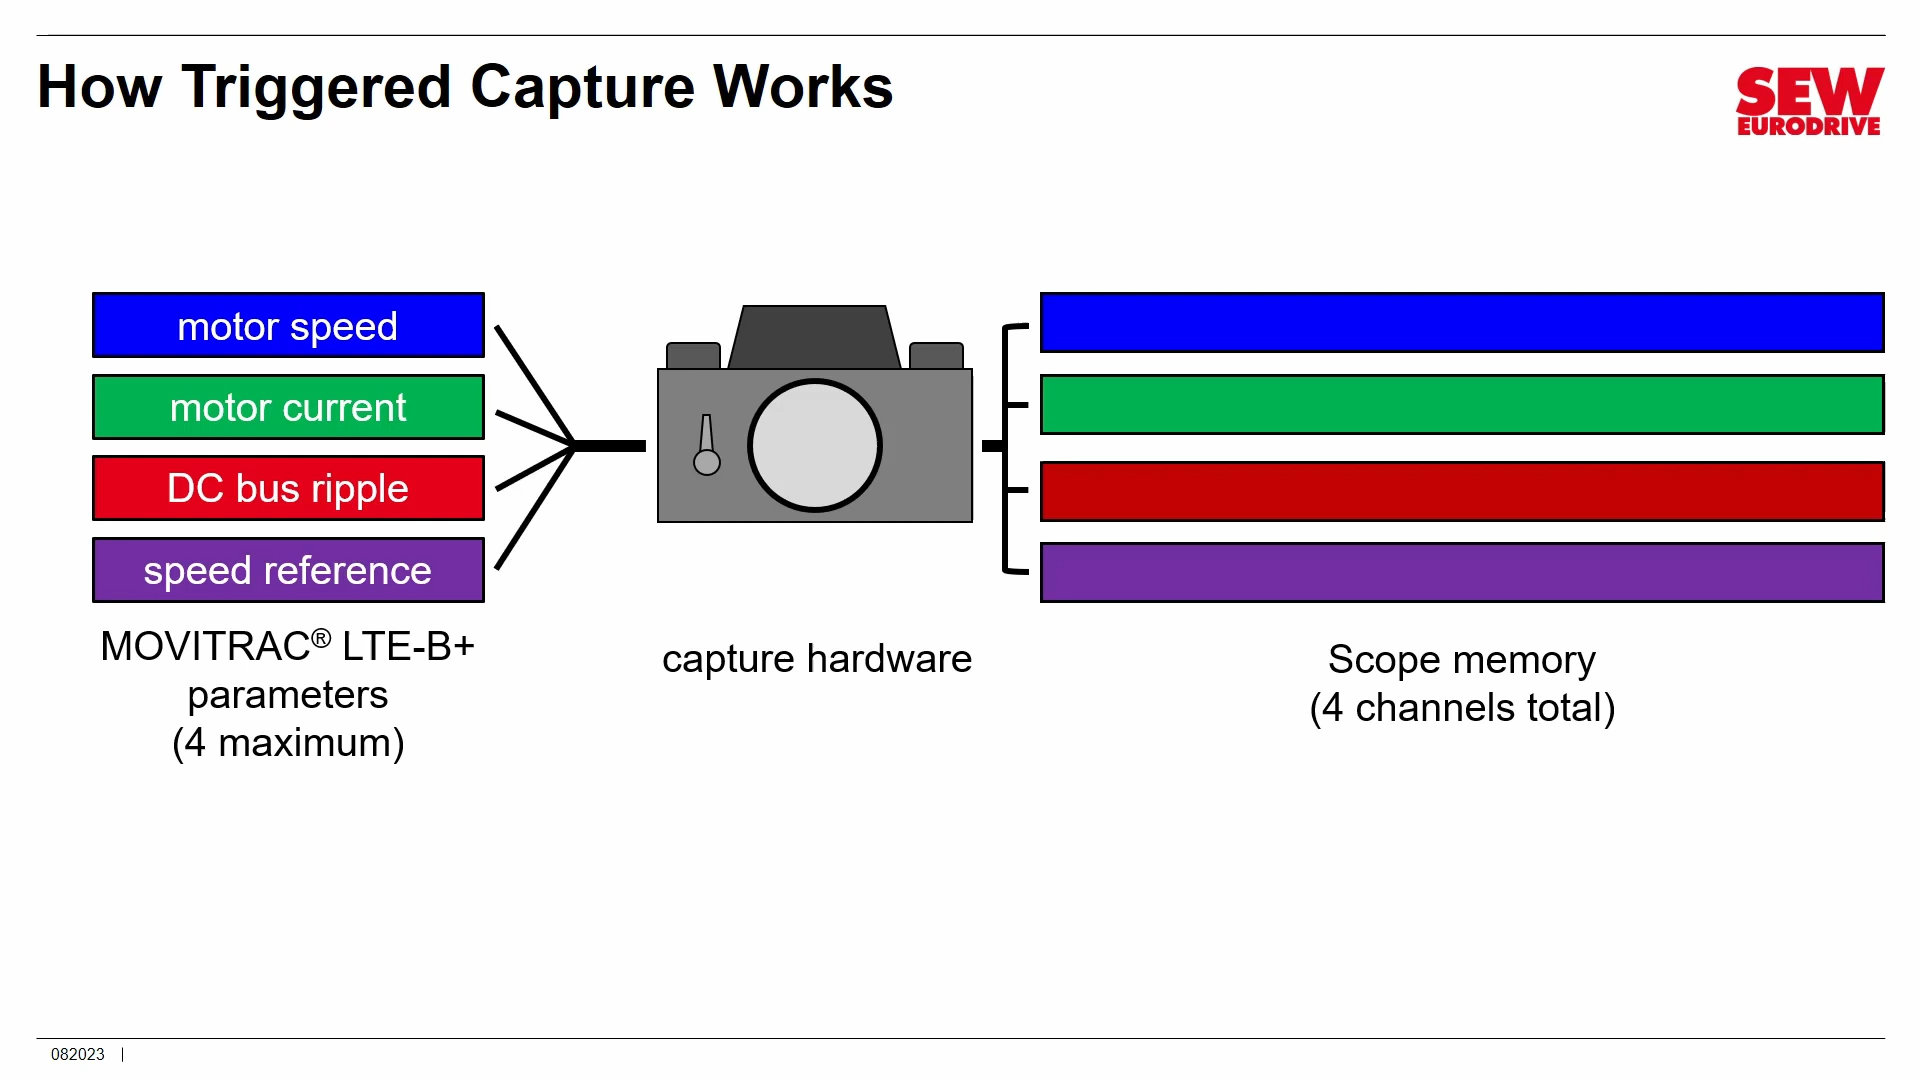 How Triggered Capture Works
SEW
EURODRIVE
motor speed
motor current
DC bus ripple
speed reference
MOVITRAC® LTE-B+
parameters
(4 maximum)
capture hardware
Scope memory
(4 channels total)
082023 |